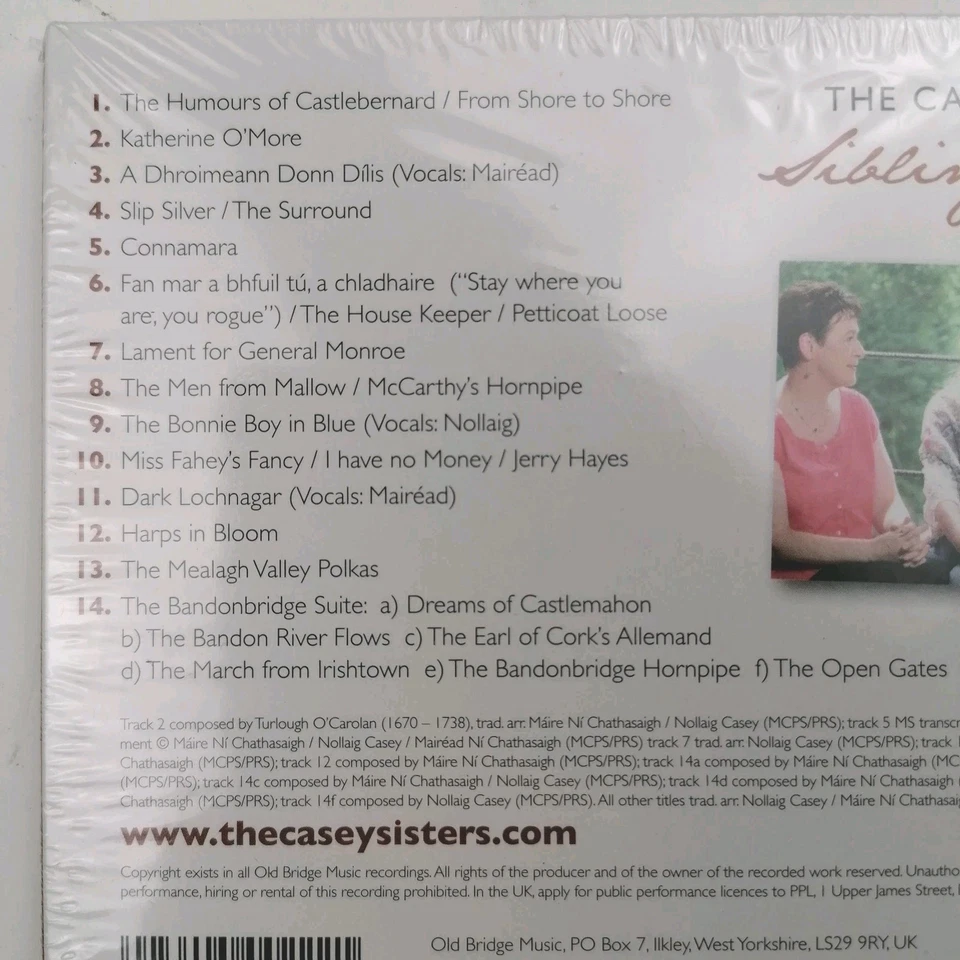 1. The Humours of Castlebernard / From Shore to Shore
2. Katherine O'More
3. A Dhroimeann Donn Dílis (Vocals: Mairéad)
4. Slip Silver / The Surround
5. Connamara
6. Fan mar a bhfuil tú, a chladhaire ("Stay where you
are, you rogue") / The House Keeper / Petticoat Loose
7. Lament for General Monroe
8. The Men from Mallow / McCarthy's Hornpipe
9. The Bonnie Boy in Blue (Vocals: Nollaig)
10. Miss Fahey's Fancy / I have no Money / Jerry Hayes
11. Dark Lochnagar (Vocals: Mairéad)
12. Harps in Bloom
13. The Mealagh Valley Polkas
14. The Bandonbridge Suite: a) Dreams of Castlemahon
b) The Bandon River Flows c) The Earl of Cork's Allemand
d) The March from Irishtown e) The Bandonbridge Hornpipe f) The Open Gates
THE CA
Siblin
Track 2 composed by Turlough O'Carolan (1670 – 1738), trad. arr. Máire Ní Chathasaigh / Nollaig Casey (MCPS/PRS); track 5 MS transcr
ment © Máire Ní Chathasaigh / Nollaig Casey / Mairéad Ní Chathasaigh (MCPS/PRS) track 7 trad. arr. Nollaig Casey (MCPS/PRS); track
Chathasaigh (MCPS/PRS); track 12 composed by Máire Ní Chathasaigh (MCPS/PRS); track 14a composed by Máire Ní Chathasaigh (MC
(MCPS/PRS); track 14c composed by Máire Ní Chathasaigh / Nollaig Casey (MCPS/PRS); track 14d composed by Máire Ní Chathasaigh
Chathasaigh (MCPS/PRS); track 14f composed by Nollaig Casey (MCPS/PRS). All other titles trad. arr. Nollaig Casey / Máire Ní Chathasai
www.thecaseysisters.com
Copyright exists in all Old Bridge Music recordings. All rights of the producer and of the owner of the recorded work reserved. Unautho
performance, hiring or rental of this recording prohibited. In the UK, apply for public performance licences to PPL, 1 Upper James Street,
Old Bridge Music, PO Box 7, Ilkley, West Yorkshire, LS29 9RY, UK